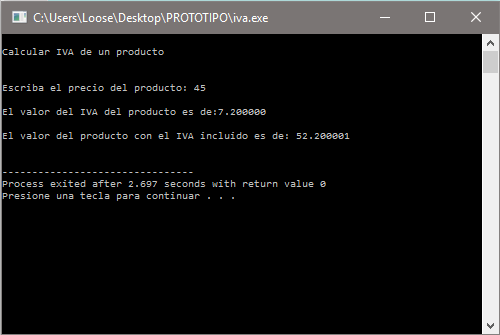 C:\Users\Loose\Desktop\PROTOTIPO\iva.exe
Calcular IVA de un producto
Escriba el precio del producto: 45
El valor del IVA del producto es de:7.200000
El valor del producto con el IVA incluido es de: 52.200001
--------------------------------
Process exited after 2.697 seconds with return value 0
Presione una tecla para continuar . . .